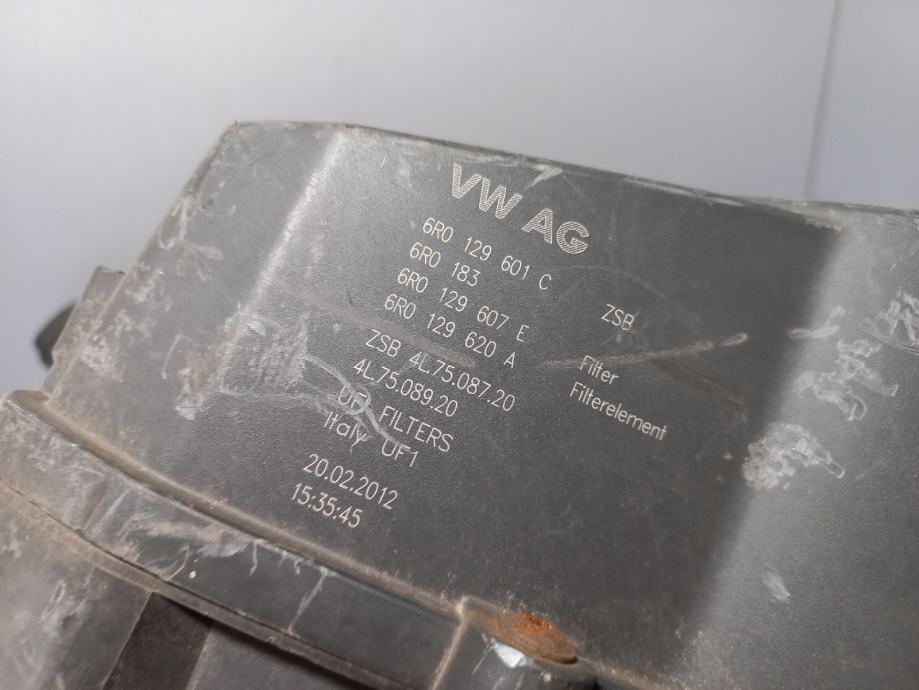 VW AG
6R0 129 601 C ZSB
6R0 183
6R0 129 607 E Filter
6R0 129 620 A Filterelement
ZSB 4L.75.087.20
4L.75.089.20
UFI FILTERS
Italy UF1
20.02.2012
15:35:45